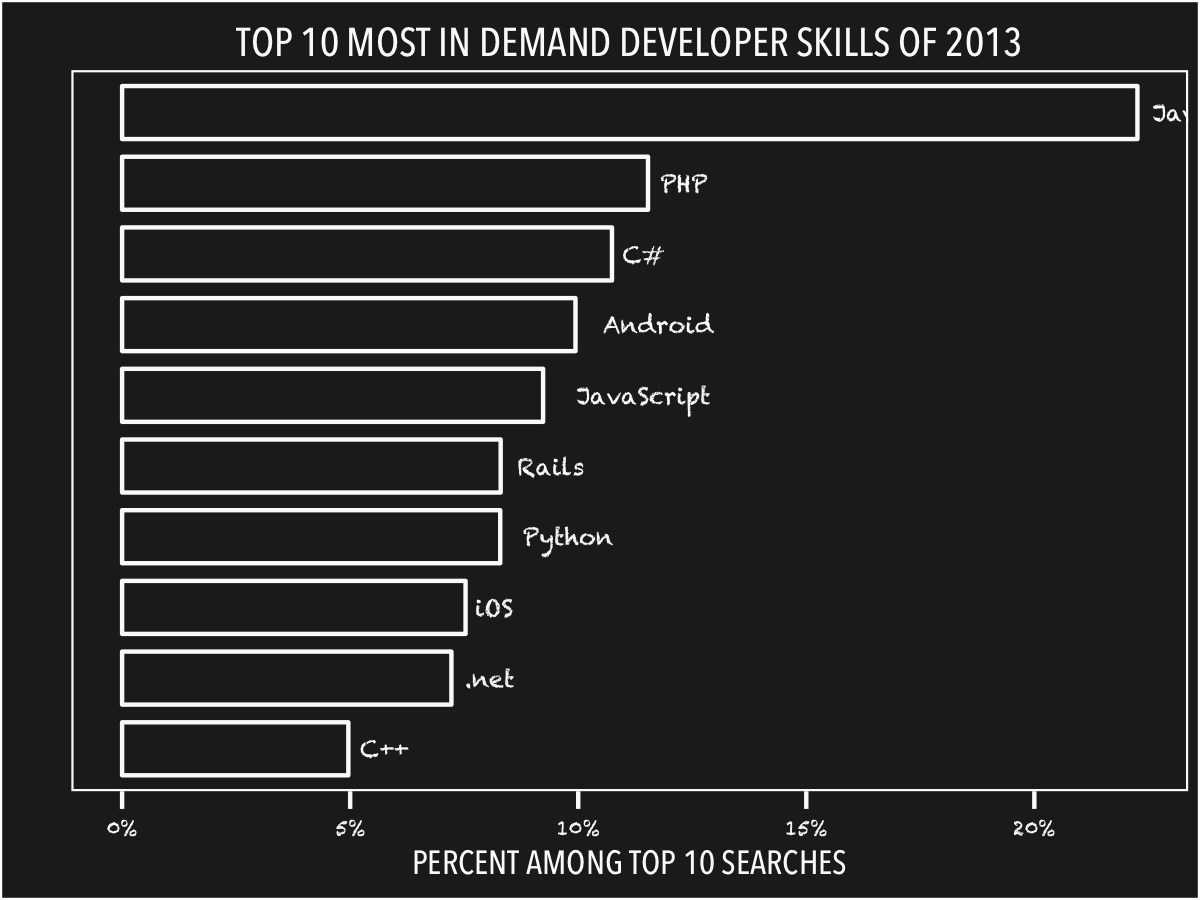 TOP 10 MOST IN DEMAND DEVELOPER SKILLS OF 2013
Jav
PHP
C#
Android
JavaScript
Rails
Python
iOS
.net
C++
0% 5% 10% 15% 20%
PERCENT AMONG TOP 10 SEARCHES